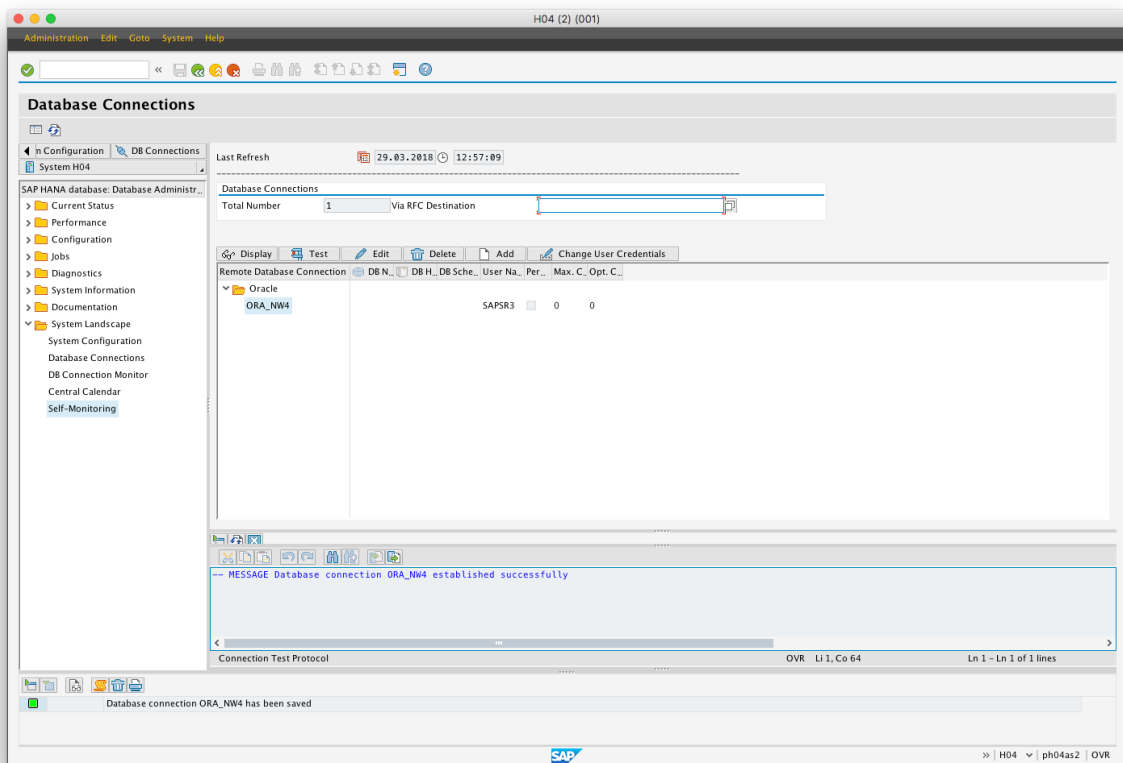 H04 (2) (001)
Administration Edit Goto System Help
Database Connections
n Configuration DB Connections
System H04
SAP HANA database: Database Administr...
Current Status
Performance
Configuration
Jobs
Diagnostics
System Information
Documentation
System Landscape
System Configuration
Database Connections
DB Connection Monitor
Central Calendar
Self-Monitoring
Last Refresh 29.03.2018 12:57:09
Database Connections
Total Number 1 Via RFC Destination
Display Test Edit Delete Add Change User Credentials
Remote Database Connection DB N.. DB H.. DB Sche.. User Na.. Per.. Max. C.. Opt. C..
Oracle
ORA_NW4 SAPSR3 0 0
-- MESSAGE Database connection ORA_NW4 established successfully
Connection Test Protocol OVR Li 1, Co 64 Ln 1 - Ln 1 of 1 lines
Database connection ORA_NW4 has been saved
SAP H04 ph04as2 OVR